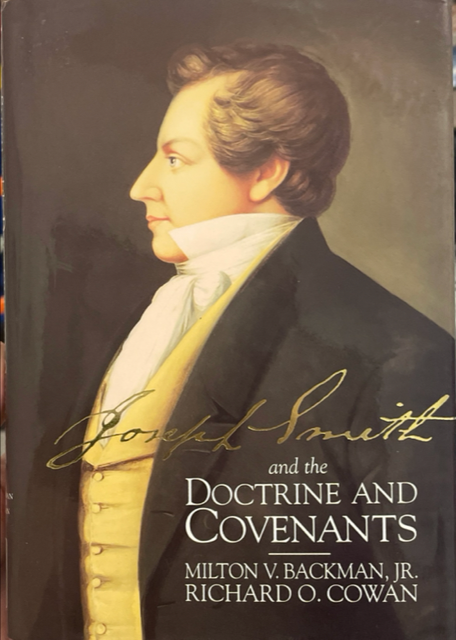 Joseph Smith
and the
DOCTRINE AND
COVENANTS
MILTON V. BACKMAN, JR.
RICHARD O. COWAN